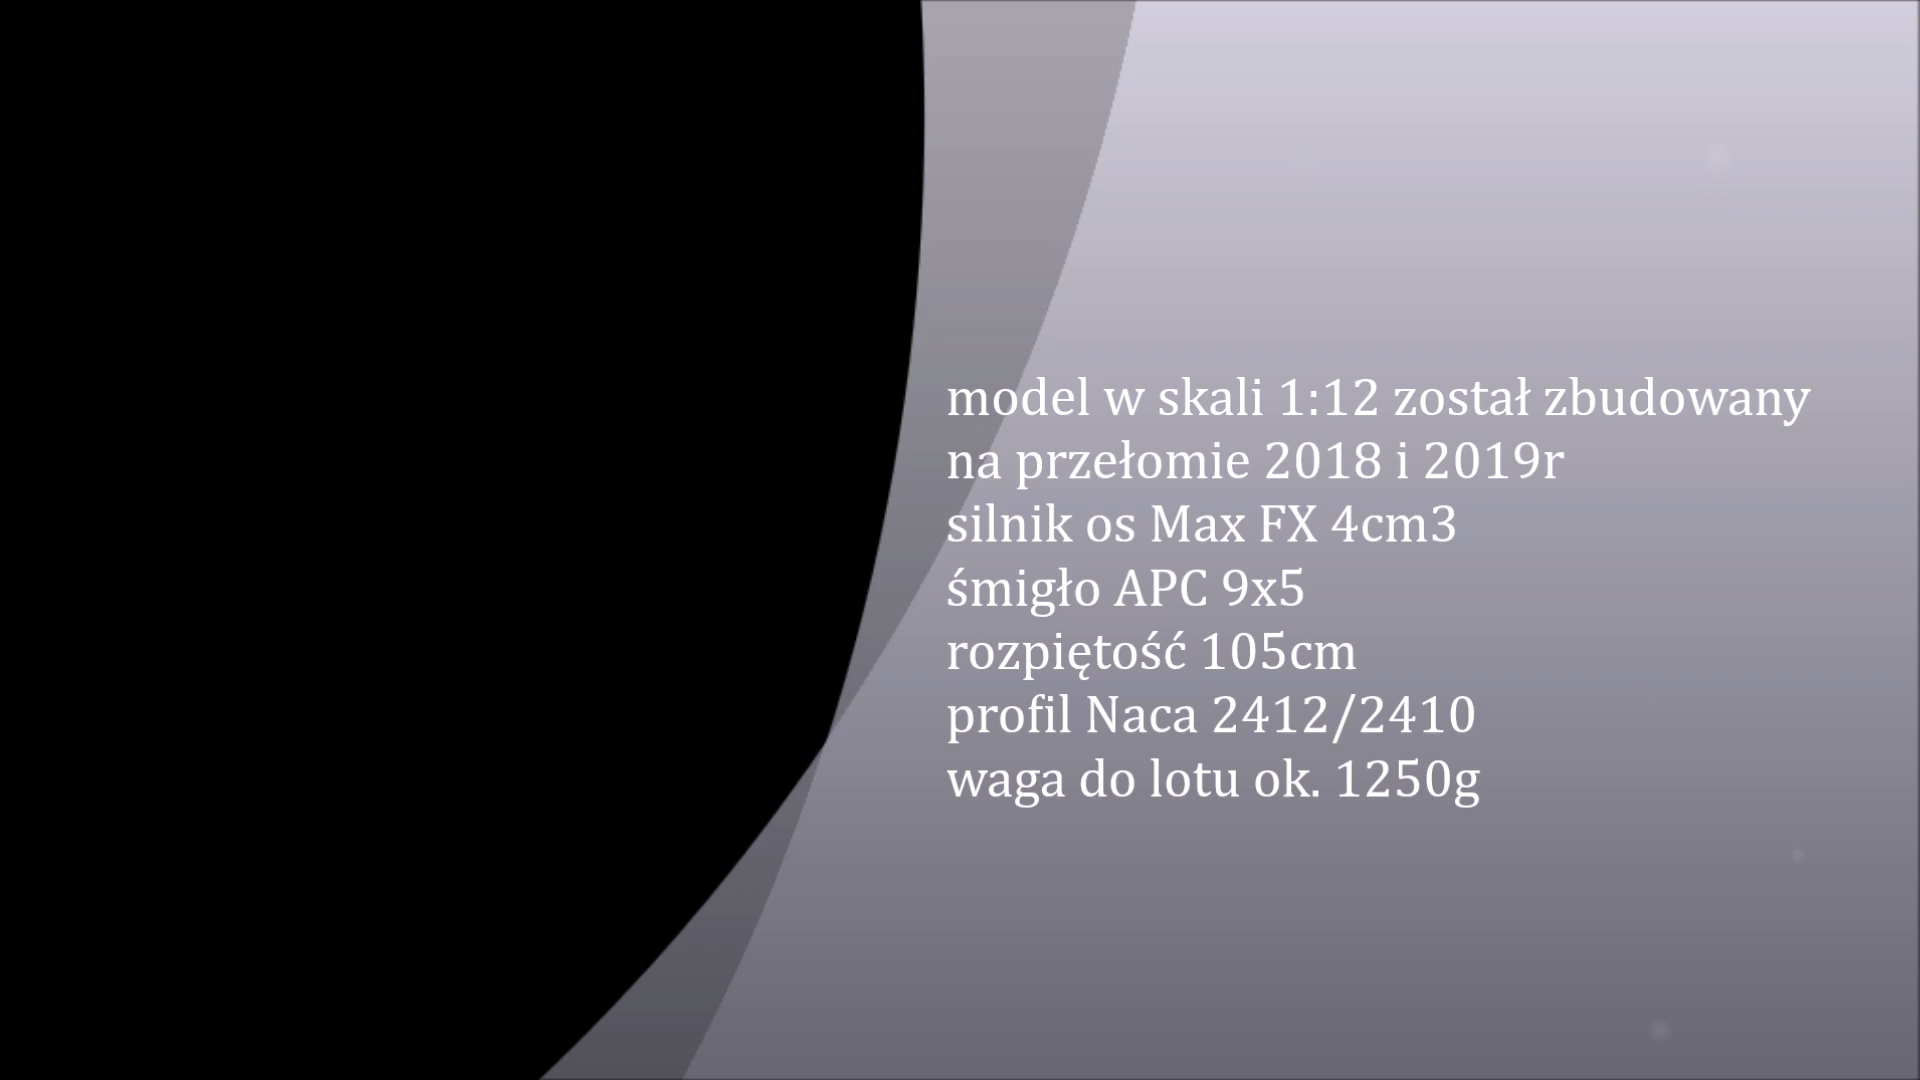 model w skali 1:12 został zbudowany
na przełomie 2018 i 2019r
silnik os Max FX 4cm3
śmigło APC 9x5
rozpiętość 105cm
profil Naca 2412/2410
waga do lotu ok. 1250g